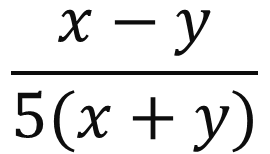 x − y
5(x + y)